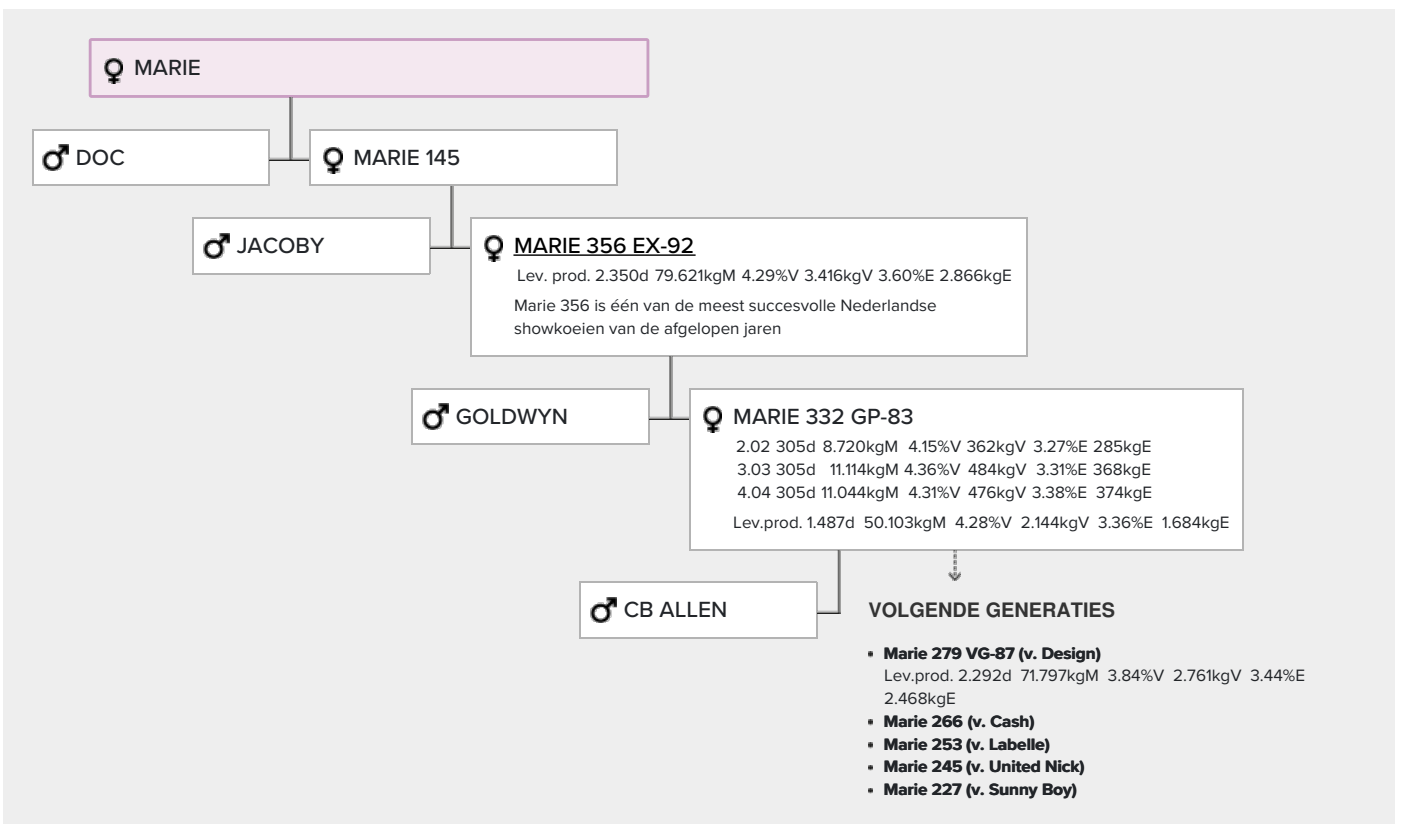 MARIE
DOC
MARIE 145
JACOBY
MARIE 356 EX-92
Lev. prod. 2.350d 79.621kgM 4.29%V 3.416kgV 3.60%E 2.866kgE
Marie 356 is één van de meest succesvolle Nederlandse
showkoeien van de afgelopen jaren
GOLDWYN
MARIE 332 GP-83
2.02 305d 8.720kgM 4.15%V 362kgV 3.27%E 285kgE
3.03 305d 11.114kgM 4.36%V 484kgV 3.31%E 368kgE
4.04 305d 11.044kgM 4.31%V 476kgV 3.38%E 374kgE
Lev.prod. 1.487d 50.103kgM 4.28%V 2.144kgV 3.36%E 1.684kgE
CB ALLEN
VOLGENDE GENERATIES
• Marie 279 VG-87 (v. Design)
Lev.prod. 2.292d 71.797kgM 3.84%V 2.761kgV 3.44%E
2.468kgE
• Marie 266 (v. Cash)
• Marie 253 (v. Labelle)
• Marie 245 (v. United Nick)
• Marie 227 (v. Sunny Boy)